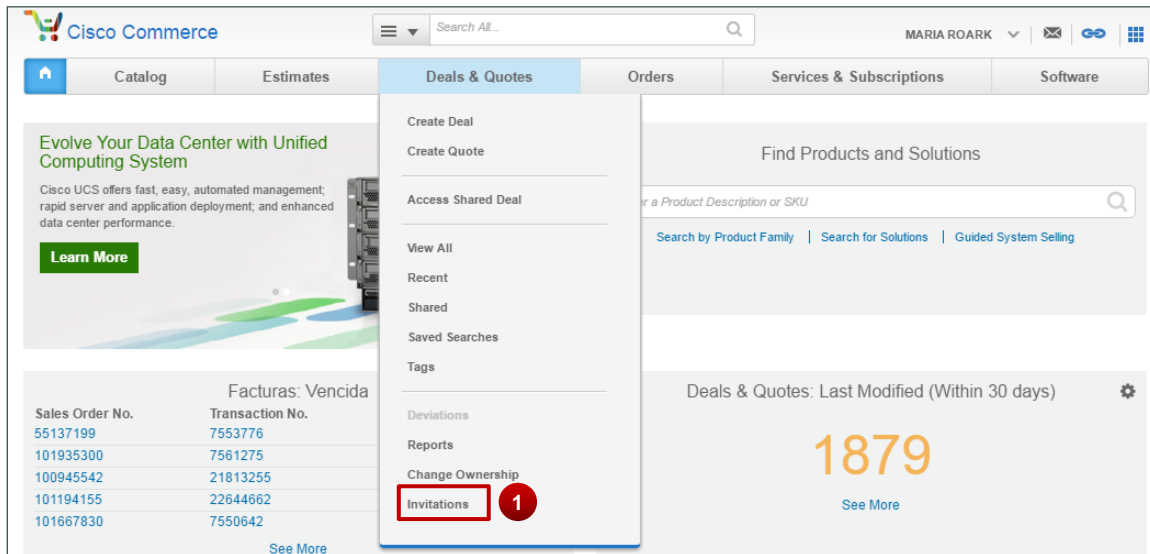 Cisco Commerce
Search All...
MARIA ROARK
Catalog
Estimates
Deals & Quotes
Orders
Services & Subscriptions
Software
Evolve Your Data Center with Unified
Computing System
Cisco UCS offers fast, easy, automated management;
rapid server and application deployment; and enhanced
data center performance.
Learn More
Create Deal
Create Quote
Access Shared Deal
View All
Recent
Shared
Saved Searches
Tags
Deviations
Reports
Change Ownership
Invitations
1
Find Products and Solutions
a Product Description or SKU
Search by Product Family | Search for Solutions | Guided System Selling
Facturas: Vencida
Sales Order No. Transaction No.
55137199 7553776
101935300 7561275
100945542 21813255
101194155 22644662
101667830 7550642
See More
Deals & Quotes: Last Modified (Within 30 days)
1879
See More